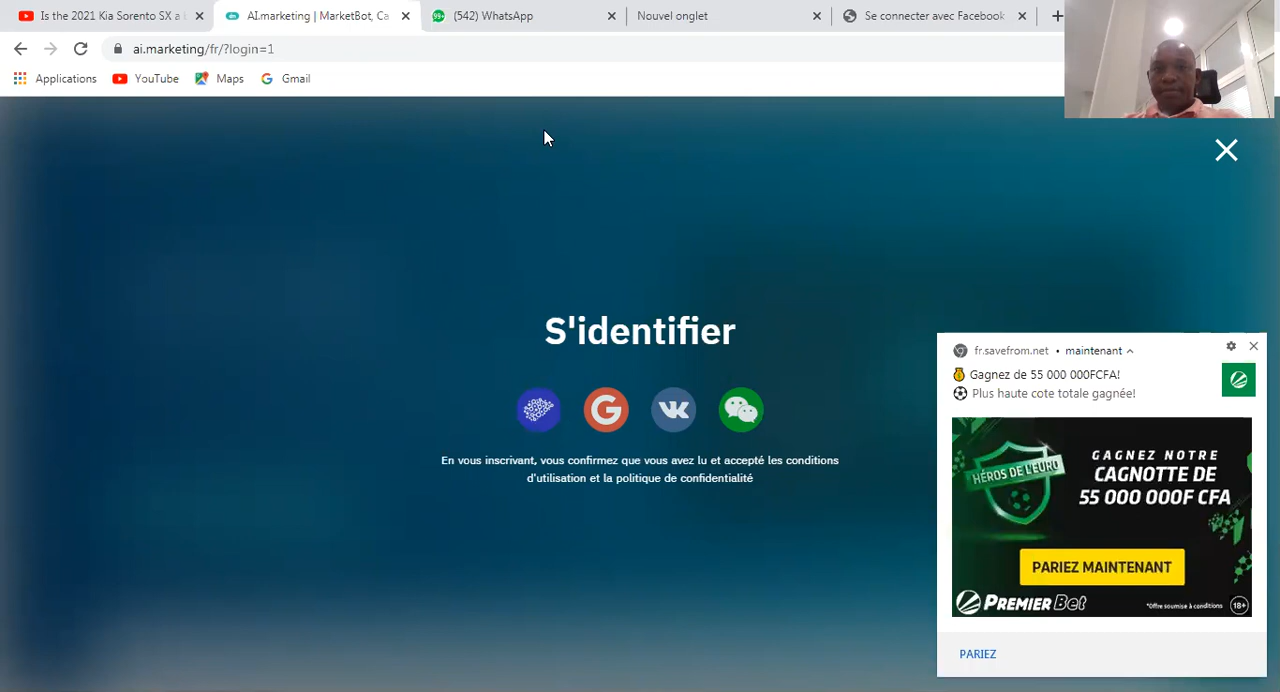 Is the 2021 Kia Sorento SX a t
AI.marketing | MarketBot, Ca
99+
(542) WhatsApp
Nouvel onglet
Se connecter avec Facebook
ai.marketing/fr/?login=1
Applications
YouTube
Maps
Gmail
S'identifier
En vous inscrivant, vous confirmez que vous avez lu et accepté les conditions
d'utilisation et la politique de confidentialité
fr.savefrom.net • maintenant
Gagnez de 55 000 000FCFA!
Plus haute cote totale gagnée!
HÉROS DE L'EURO
GAGNEZ NOTRE
CAGNOTTE DE
55 000 000F CFA
PARIEZ MAINTENANT
PREMIER BET
*Offre soumise à conditions
18+
PARIEZ